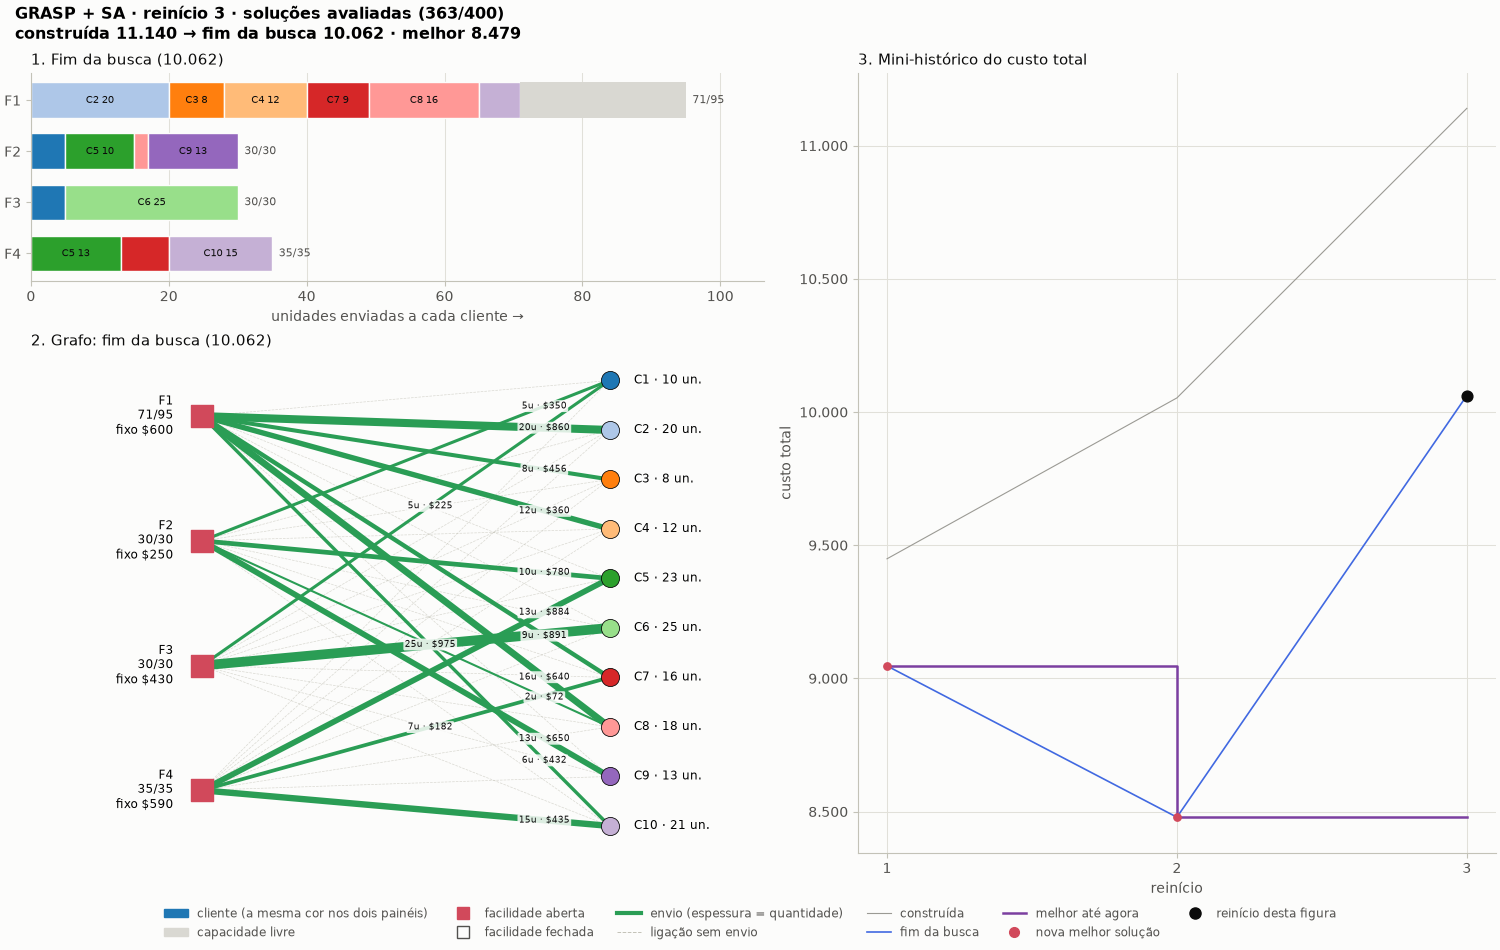 GRASP + SA · reinício 3 · soluções avaliadas (363/400)
construída 11.140 → fim da busca 10.062 · melhor 8.479
1. Fim da busca (10.062)
F1
C2 20
C3 8
C4 12
C7 9
C8 16
71/95
F2
C5 10
C9 13
30/30
F3
C6 25
30/30
F4
C5 13
C10 15
35/35
0
20
40
60
80
100
unidades enviadas a cada cliente →
2. Grafo: fim da busca (10.062)
F1
71/95
fixo $600
F2
30/30
fixo $250
F3
30/30
fixo $430
F4
35/35
fixo $590
5u · $350
20u · $860
8u · $456
5u · $225
12u · $360
10u · $780
13u · $884
9u · $891
25u · $975
16u · $640
2u · $72
7u · $182
13u · $650
6u · $432
15u · $435
C1 · 10 un.
C2 · 20 un.
C3 · 8 un.
C4 · 12 un.
C5 · 23 un.
C6 · 25 un.
C7 · 16 un.
C8 · 18 un.
C9 · 13 un.
C10 · 21 un.
3. Mini-histórico do custo total
custo total
11.000
10.500
10.000
9.500
9.000
8.500
1
2
3
reinício
cliente (a mesma cor nos dois painéis)
capacidade livre
facilidade aberta
facilidade fechada
envio (espessura = quantidade)
ligação sem envio
construída
fim da busca
melhor até agora
nova melhor solução
reinício desta figura